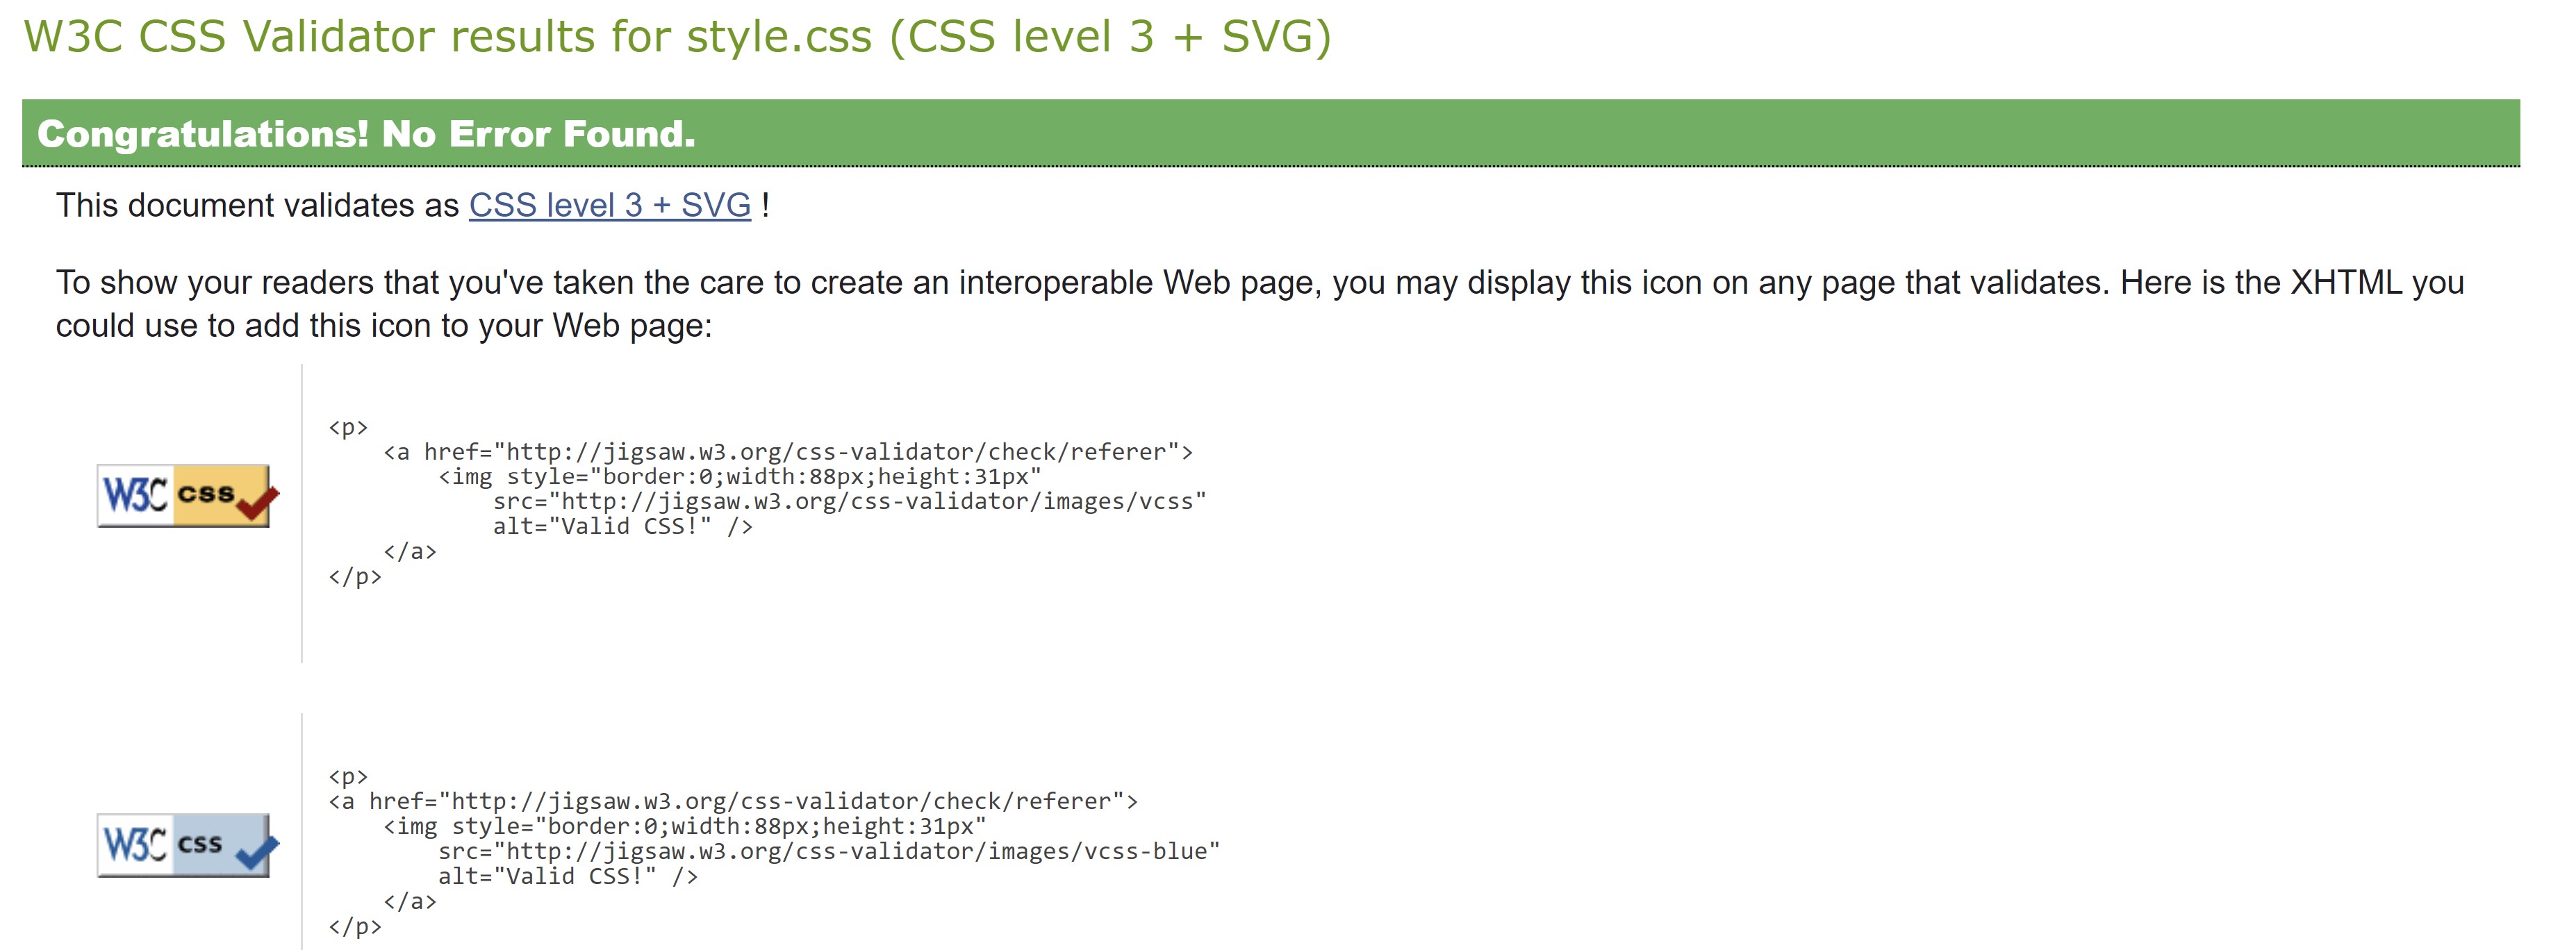 W3C CSS Validator results for style.css (CSS level 3 + SVG)
Congratulations! No Error Found.
This document validates as CSS level 3 + SVG !
To show your readers that you've taken the care to create an interoperable Web page, you may display this icon on any page that validates. Here is the XHTML you
could use to add this icon to your Web page:
<p>
<a href="http://jigsaw.w3.org/css-validator/check/referer">
W3C css
<img style="border:0;width:88px;height:31px"
src="http://jigsaw.w3.org/css-validator/images/vcss"
alt="Valid CSS!" />
</a>
</p>
<p>
<a href="http://jigsaw.w3.org/css-validator/check/referer">
W3C css
<img style="border:0;width:88px;height:31px"
src="http://jigsaw.w3.org/css-validator/images/vcss-blue"
alt="Valid CSS!" />
</a>
</p>